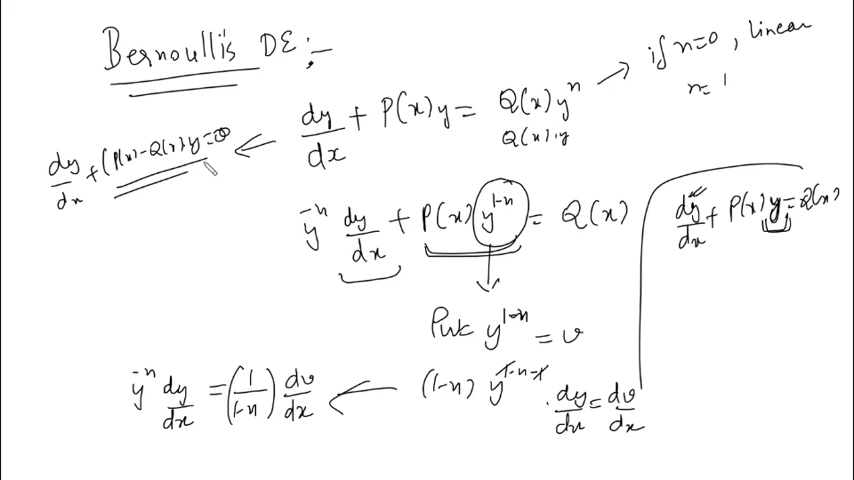 Bernoullis DE :-
if n=0, linear
n=1
dy/dx + P(x)y = Q(x)yⁿ
Q(x).y
dy/dx + (P(x)-Q(x))y=0
y⁻ⁿ dy/dx + P(x) y¹⁻ⁿ = Q(x)
dy/dx + P(x) y = Q(x)
Put y¹⁻ⁿ = v
(1-n) y¹⁻ⁿ⁻¹ . dy/dx = dv/dx
y⁻ⁿ dy/dx = (1/1-n) dv/dx